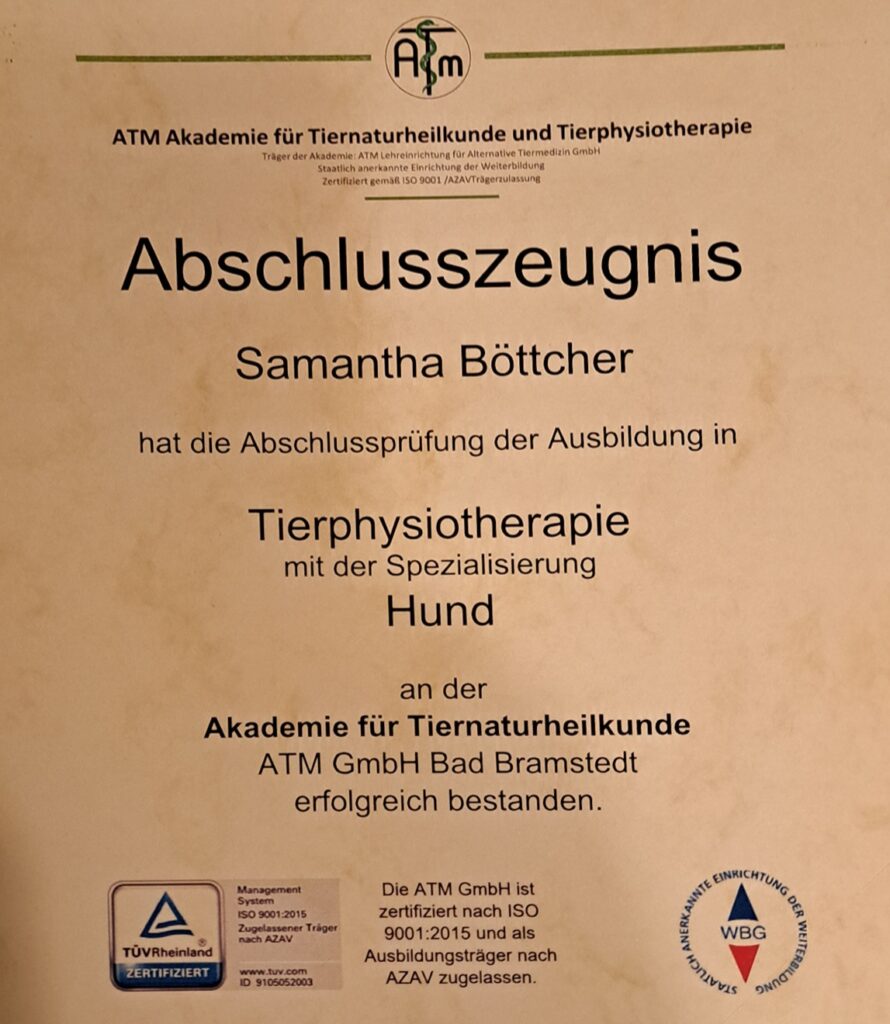 ATm
ATM Akademie für Tiernaturheilkunde und Tierphysiotherapie
Träger der Akademie: ATM Lehreinrichtung für Alternative Tiermedizin GmbH
Staatlich anerkannte Einrichtung der Weiterbildung
Zertifiziert gemäß ISO 9001 /AZAVTrägerzulassung
Abschlusszeugnis
Samantha Böttcher
hat die Abschlussprüfung der Ausbildung in
Tierphysiotherapie
mit der Spezialisierung
Hund
an der
Akademie für Tiernaturheilkunde
ATM GmbH Bad Bramstedt
erfolgreich bestanden.
TÜVRheinland®
ZERTIFIZIERT
Management
System
ISO 9001:2015
Zugelassener Träger
nach AZAV
www.tuv.com
ID 9105052003
Die ATM GmbH ist
zertifiziert nach ISO
9001:2015 und als
Ausbildungsträger nach
AZAV zugelassen.
STAATLICH ANERKANNTE EINRICHTUNG DER WEITERBILDUNG
WBG